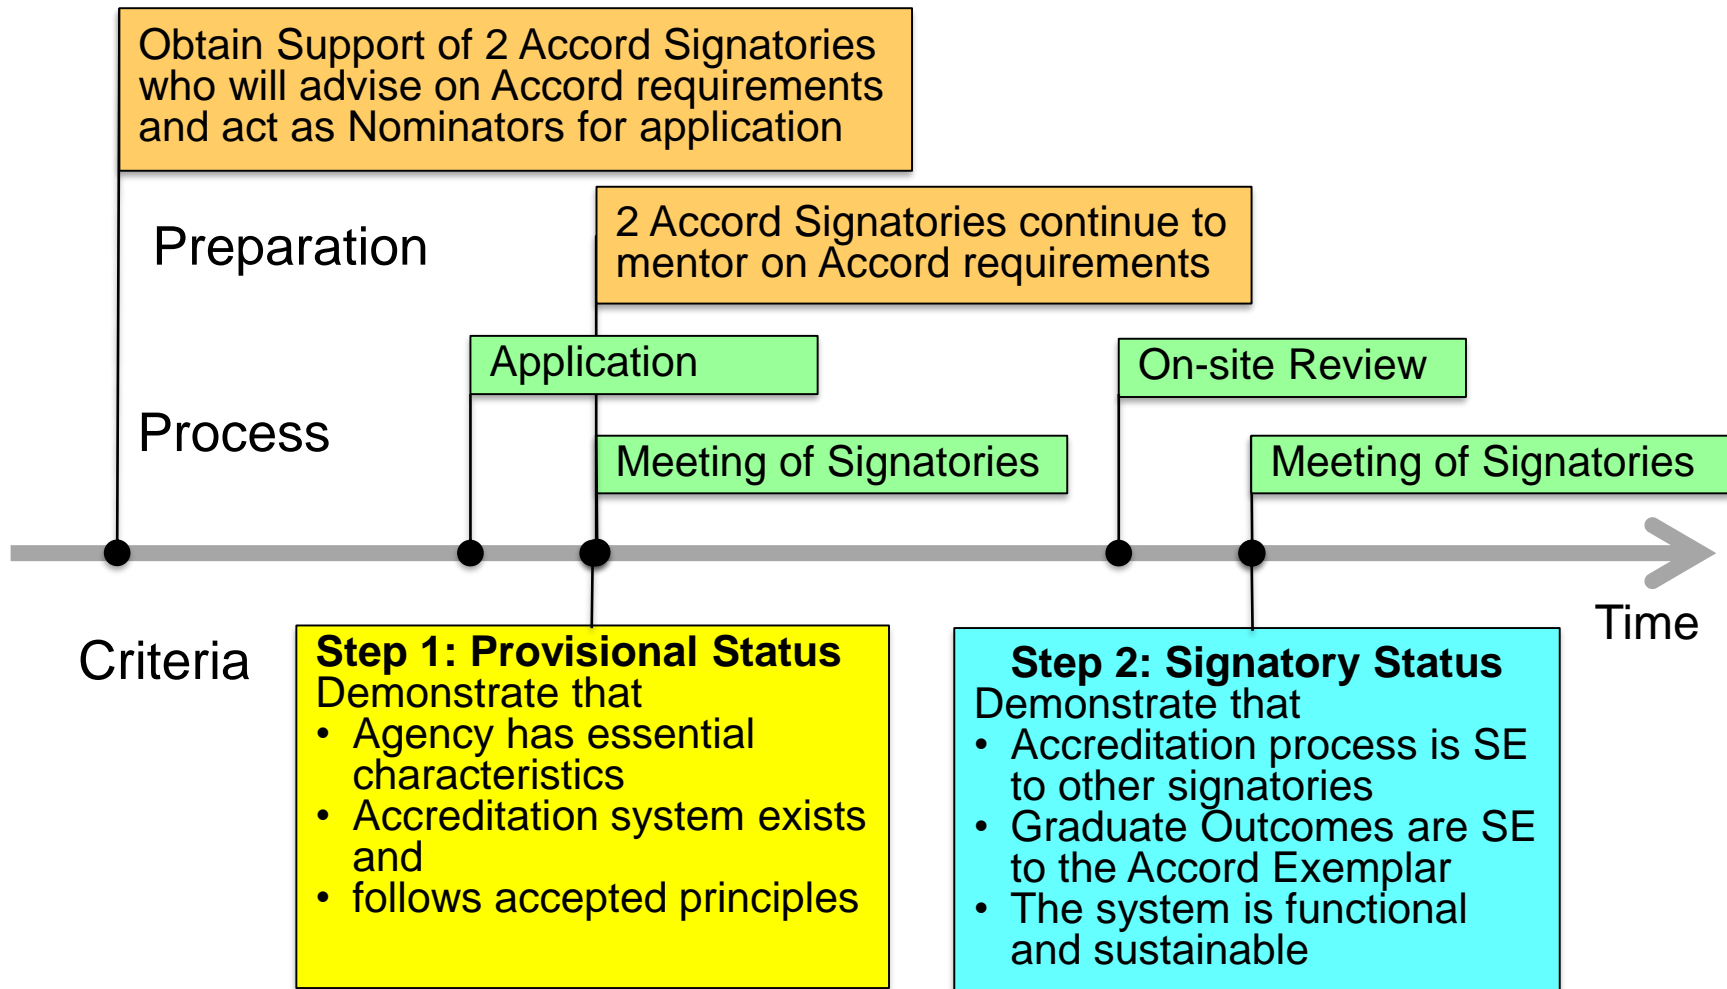 Obtain Support of 2 Accord Signatories
who will advise on Accord requirements
and act as Nominators for application
Preparation
2 Accord Signatories continue to
mentor on Accord requirements
Application
On-site Review
Process
Meeting of Signatories
Meeting of Signatories
Time
Criteria
Step 1: Provisional Status
Demonstrate that
• Agency has essential
characteristics
• Accreditation system exists
and
• follows accepted principles
Step 2: Signatory Status
Demonstrate that
• Accreditation process is SE
to other signatories
• Graduate Outcomes are SE
to the Accord Exemplar
• The system is functional
and sustainable